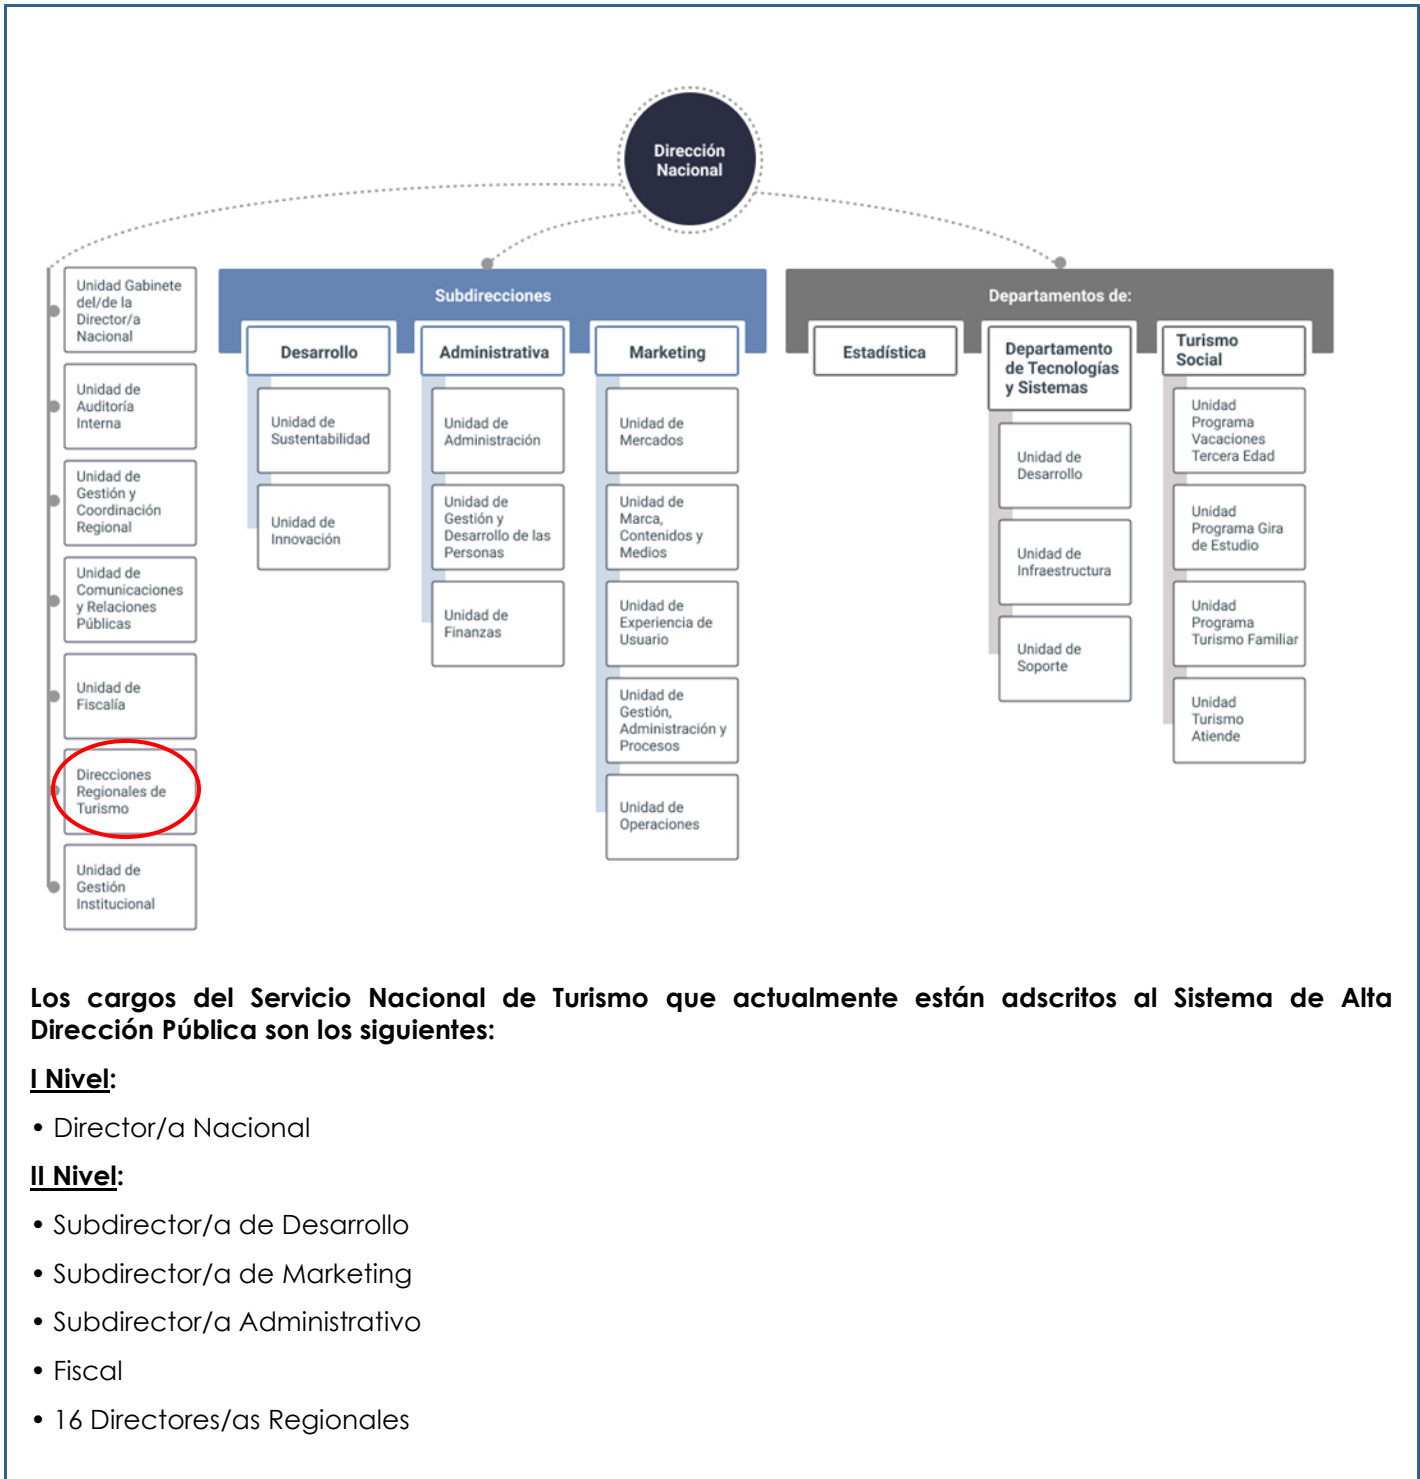 Dirección
Nacional
Unidad Gabinete
del/de la
Director/a
Nacional
Unidad de
Auditoría
Interna
Unidad de
Gestión y
Coordinación
Regional
Unidad de
Comunicaciones
y Relaciones
Públicas
Unidad de
Fiscalía
Direcciones
Regionales de
Turismo
Unidad de
Gestión
Institucional
Subdirecciones
Desarrollo
Unidad de
Sustentabilidad
Unidad de
Innovación
Administrativa
Unidad de
Administración
Unidad de
Gestión y
Desarrollo de las
Personas
Unidad de
Finanzas
Marketing
Unidad de
Mercados
Unidad de
Marca,
Contenidos y
Medios
Unidad de
Experiencia de
Usuario
Unidad de
Gestión,
Administración y
Procesos
Unidad de
Operaciones
Departamentos de:
Estadística
Departamento
de Tecnologías
y Sistemas
Unidad de
Desarrollo
Unidad de
Infraestructura
Unidad de
Soporte
Turismo
Social
Unidad
Programa
Vacaciones
Tercera Edad
Unidad
Programa Gira
de Estudio
Unidad
Programa
Turismo Familiar
Unidad
Turismo
Atiende
Los cargos del Servicio Nacional de Turismo que actualmente están adscritos al Sistema de Alta
Dirección Pública son los siguientes:
I Nivel:
• Director/a Nacional
II Nivel:
• Subdirector/a de Desarrollo
• Subdirector/a de Marketing
• Subdirector/a Administrativo
• Fiscal
• 16 Directores/as Regionales